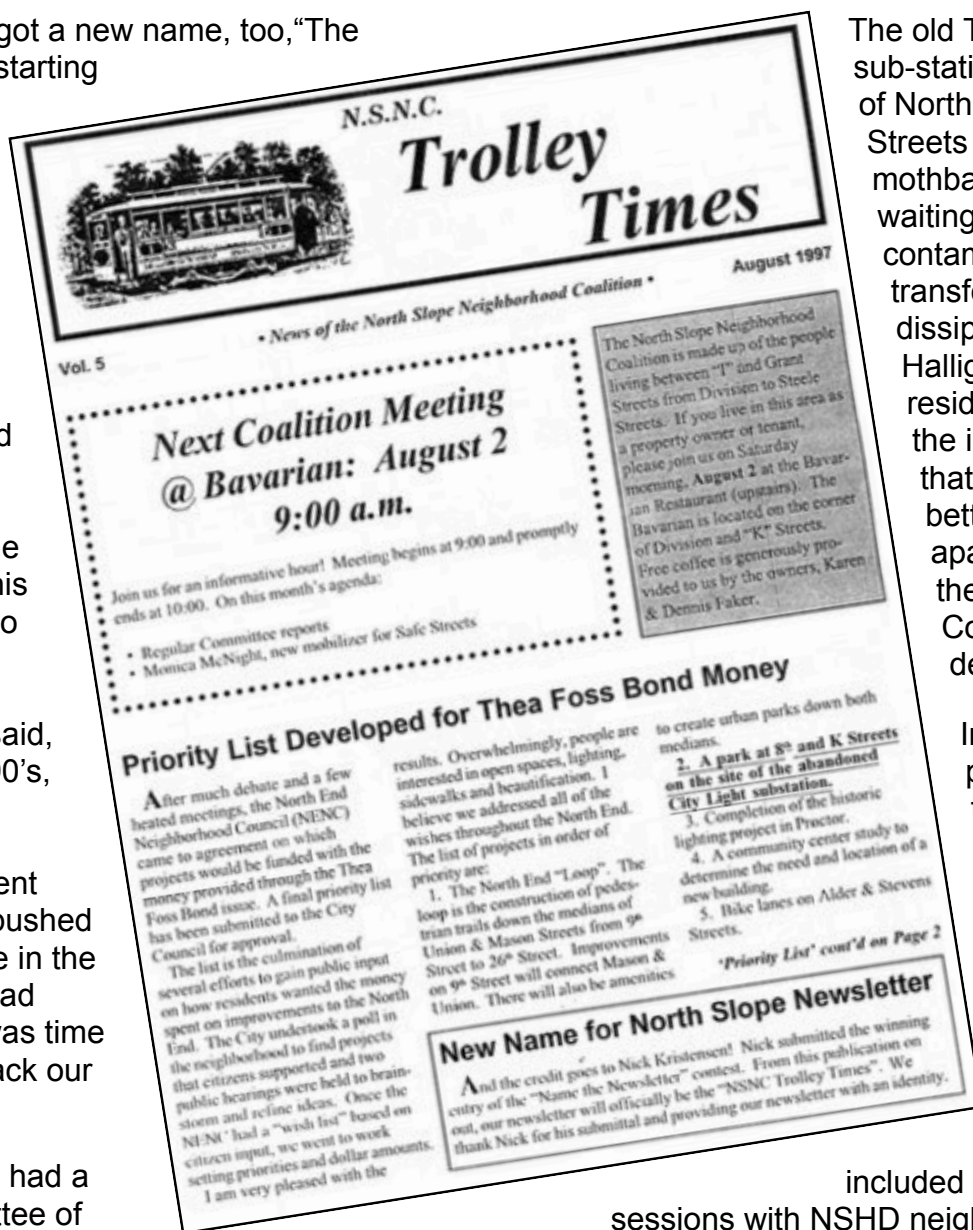 got a new name, too,“The
starting
aid,
00's,
ent
pushed
e in the
ad
was time
ack our
had a
ttee of
N.S.N.C.
Trolley
Times
• News of the North Slope Neighborhood Coalition •
Vol. 5
August 1997
Next Coalition Meeting
@ Bavarian: August 2
9:00 a.m.
Join us for an informative hour! Meeting begins at 9:00 and promptly
ends at 10:00. On this month's agenda:
• Regular Committee reports
• Monica McNight, new mobilizer for Safe Streets
The North Slope Neighborhood
Coalition is made up of the people
living between "I" and Grant
Streets from Division to Steele
Streets. If you live in this area as
a property owner or tenant,
please join us on Saturday
morning, August 2 at the Bavar-
ian Restaurant (upstairs). The
Bavarian is located on the corner
of Division and "K" Streets.
Free coffee is generously pro-
vided to us by the owners, Karen
& Dennis Faker.
Priority List Developed for Thea Foss Bond Money
After much debate and a few
heated meetings, the North End
Neighborhood Council (NENC)
came to agreement on which
projects would be funded with the
money provided through the Thea
Foss Bond issue. A final priority list
has been submitted to the City
Council for approval.
The list is the culmination of
several efforts to gain public input
on how residents wanted the money
spent on improvements to the North
End. The City undertook a poll in
the neighborhood to find projects
that citizens supported and two
public hearings were held to brain-
storm and refine ideas. Once the
NENC had a "wish list" based on
citizen input, we went to work
setting priorities and dollar amounts.
I am very pleased with the
results. Overwhelmingly, people are
interested in open spaces, lighting,
sidewalks and beautification. I
believe we addressed all of the
wishes throughout the North End.
The list of projects in order of
priority are:
1. The North End "Loop". The
loop is the construction of pedes-
trian trails down the medians of
Union & Mason Streets from 9th
Street to 26th Street. Improvements
on 9th Street will connect Mason &
Union. There will also be amenities
to create urban parks down both
medians.
2. A park at 8th and K Streets
on the site of the abandoned
City Light substation.
3. Completion of the historic
lighting project in Proctor.
4. A community center study to
determine the need and location of a
new building.
5. Bike lanes on Alder & Stevens
Streets.
'Priority List' cont'd on Page 2
New Name for North Slope Newsletter
And the credit goes to Nick Kristensen! Nick submitted the winning
entry of the "Name the Newsletter" contest. From this publication on
out, our newsletter will officially be the "NSNC Trolley Times". We
thank Nick for his submittal and providing our newsletter with an identity.
The old T
sub-stati
of North
Streets
mothba
waiting
contan
transfo
dissip
Hallig
resid
the i
that
bett
apa
the
Co
de
included
sessions with NSHD neigh